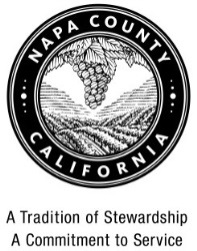 NAPA COUNTY
CALIFORNIA
A Tradition of Stewardship
A Commitment to Service